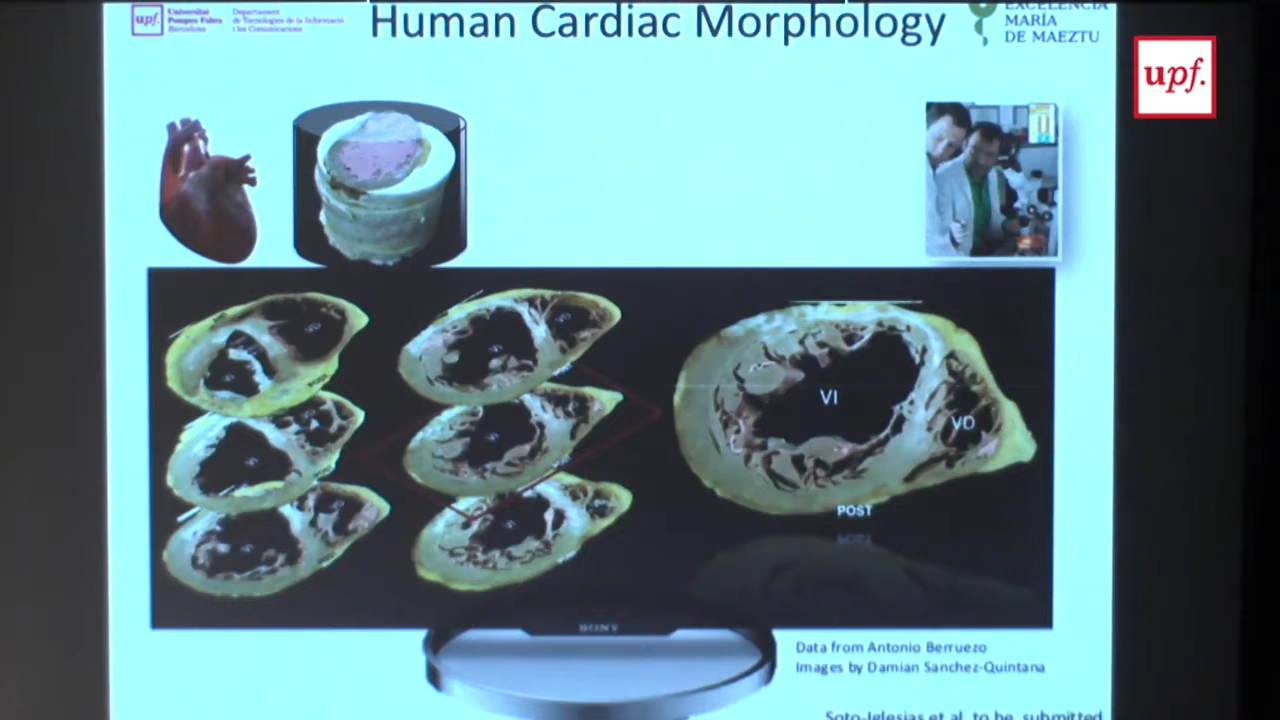 upf.
Universitat
Pompeu Fabra
Barcelona
Departament
de Tecnologies de la Informació
i les Comunicacions
Human Cardiac Morphology
EXCELENCIA
MARÍA
DE MAEZTU
upf.
VI
VD
POST
SONY
Data from Antonio Berruezo
Images by Damian Sanchez-Quintana
Soto-Iglesias et al. to be submitted